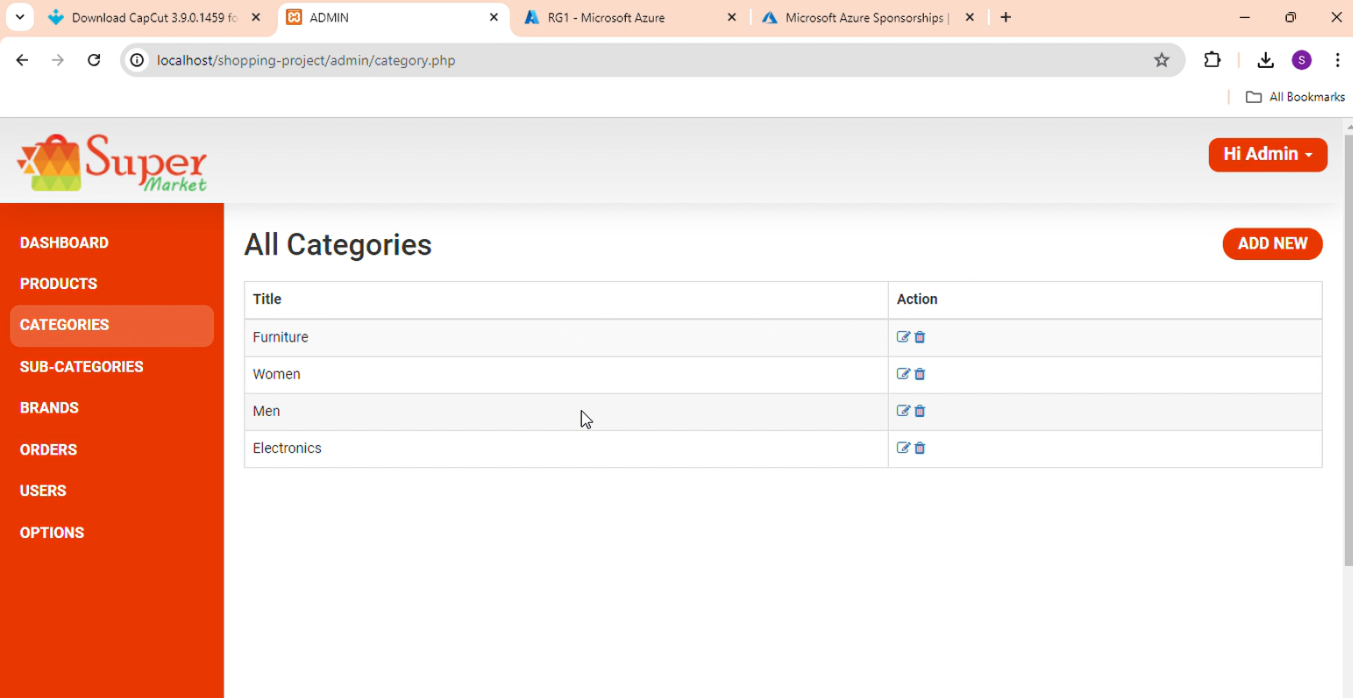 Download CapCut 3.9.0.1459 fo
ADMIN
RG1 - Microsoft Azure
Microsoft Azure Sponsorships |
localhost/shopping-project/admin/category.php
S
All Bookmarks
Super
Market
Hi Admin
DASHBOARD
PRODUCTS
CATEGORIES
SUB-CATEGORIES
BRANDS
ORDERS
USERS
OPTIONS
All Categories
ADD NEW
Title Action
Furniture
Women
Men
Electronics